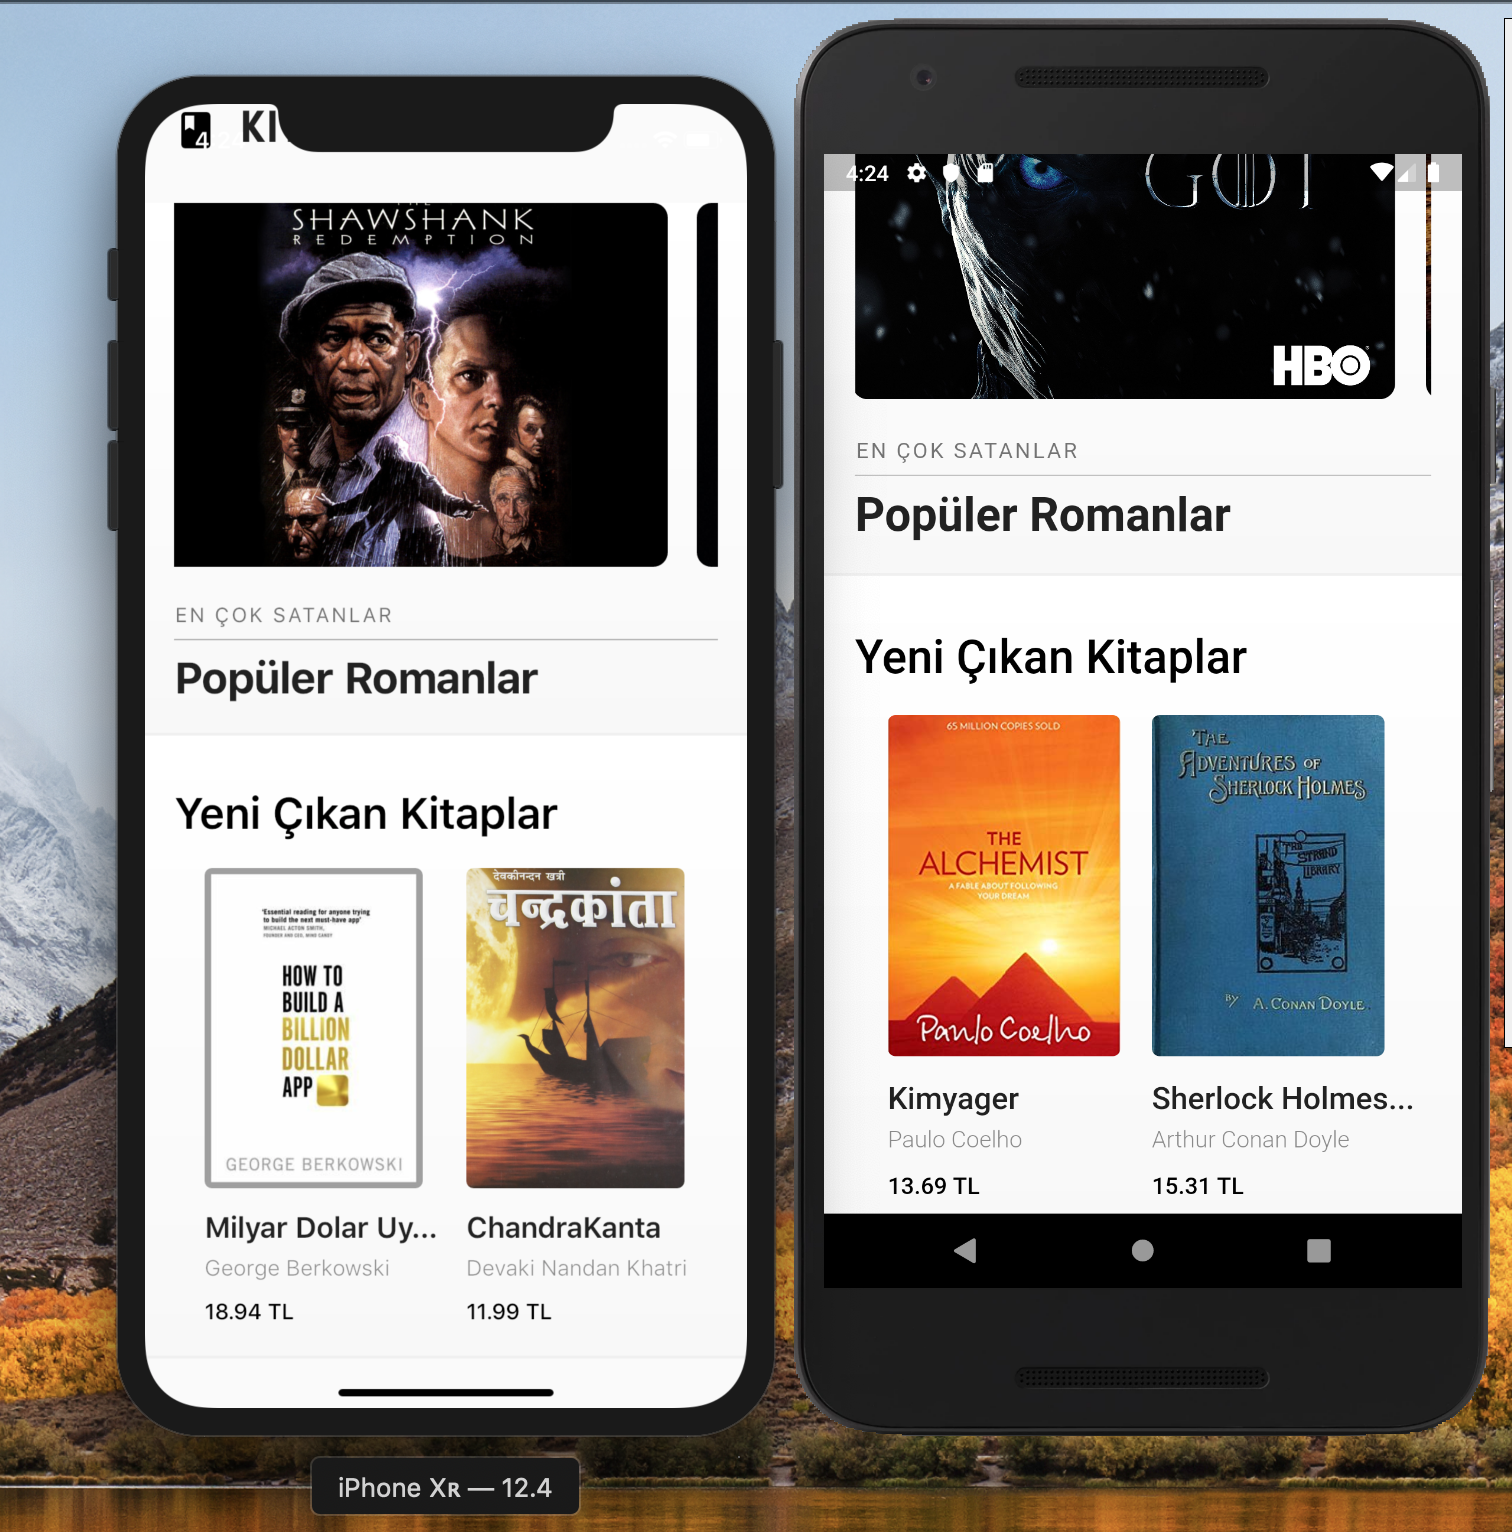 KI
4:24
THE
SHAWSHANK
REDEMPTION
EN ÇOK SATANLAR
Popüler Romanlar
Yeni Çıkan Kitaplar
'Essential reading for anyone trying
to build the next must-have app'
MICHAEL ACTON SMITH,
FOUNDER AND CEO, MIND CANDY
HOW TO
BUILD A
BILLION
DOLLAR
APP
GEORGE BERKOWSKI
देवकीनन्दन खत्री
चन्द्रकांता
Milyar Dolar Uy...
George Berkowski
18.94 TL
ChandraKanta
Devaki Nandan Khatri
11.99 TL
iPhone XR — 12.4
4:24
GOT
HBO
EN ÇOK SATANLAR
Popüler Romanlar
Yeni Çıkan Kitaplar
65 MILLION COPIES SOLD
THE
ALCHEMIST
A FABLE ABOUT FOLLOWING
YOUR DREAM
Paulo Coelho
THE
ADVENTURES OF
SHERLOCK HOLMES
THE
STRAND
LIBRARY
BY A. CONAN DOYLE.
Kimyager
Paulo Coelho
13.69 TL
Sherlock Holmes...
Arthur Conan Doyle
15.31 TL